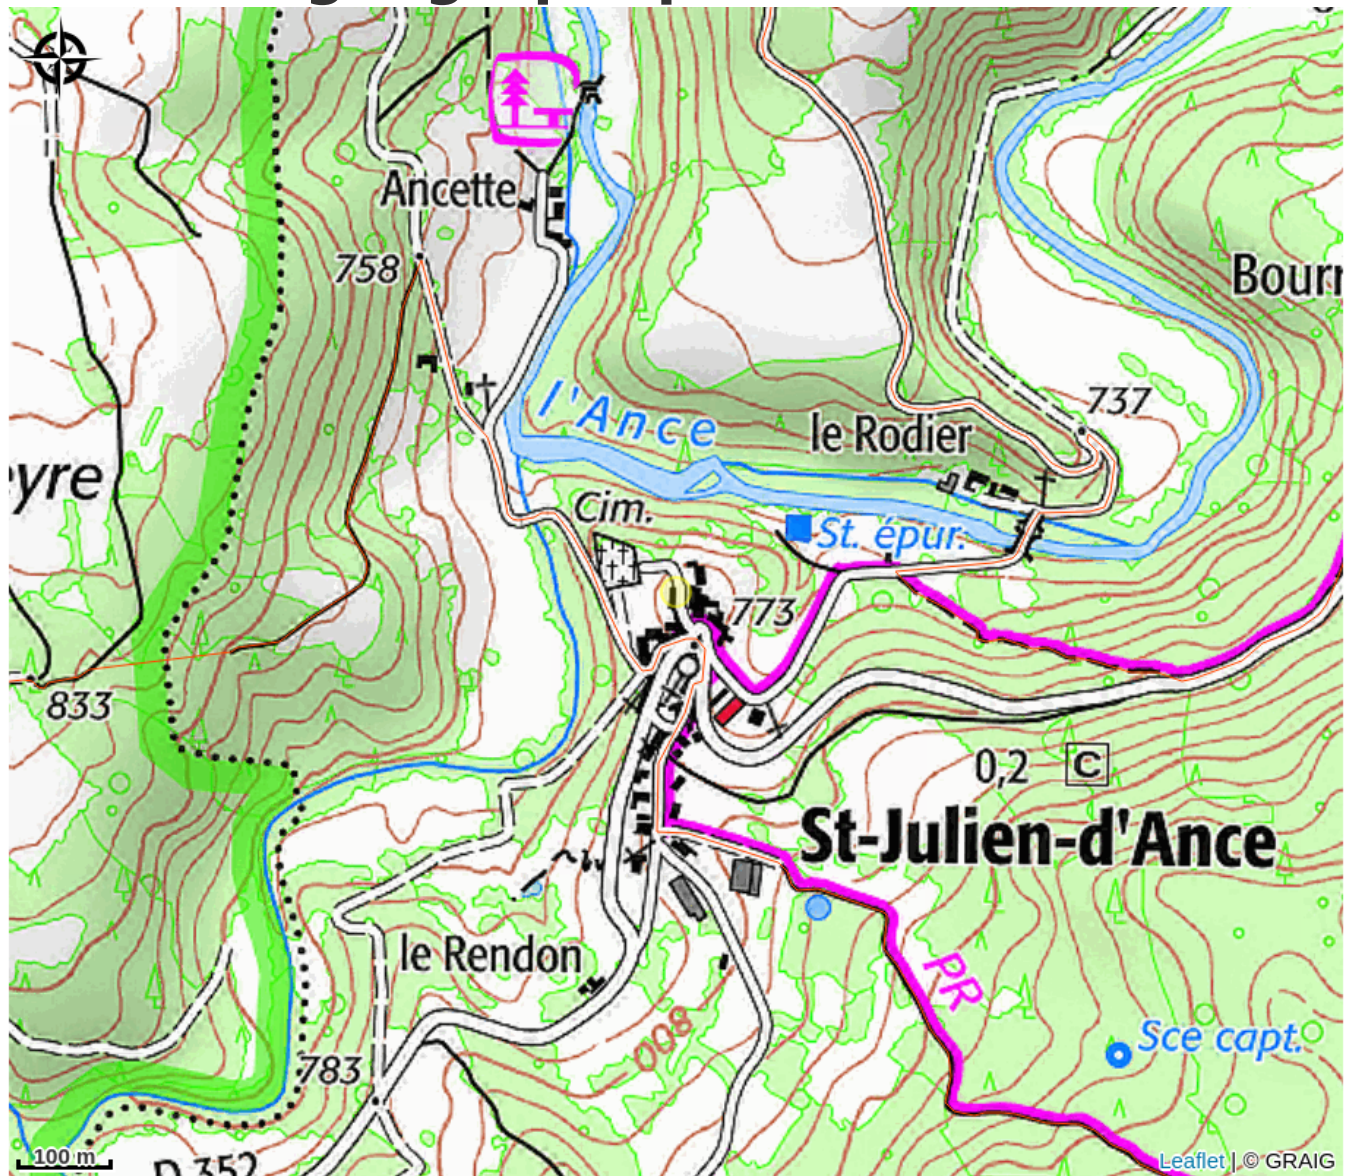 Ancette
758
Bourr
l'Ance
737
le Rodier
eyre
Cim.
St. épur.
773
833
0,2 C
St-Julien-d'Ance
le Rendon
PR
800
Sce capt.
783
100 m
D 352
Leaflet | © GRAIG